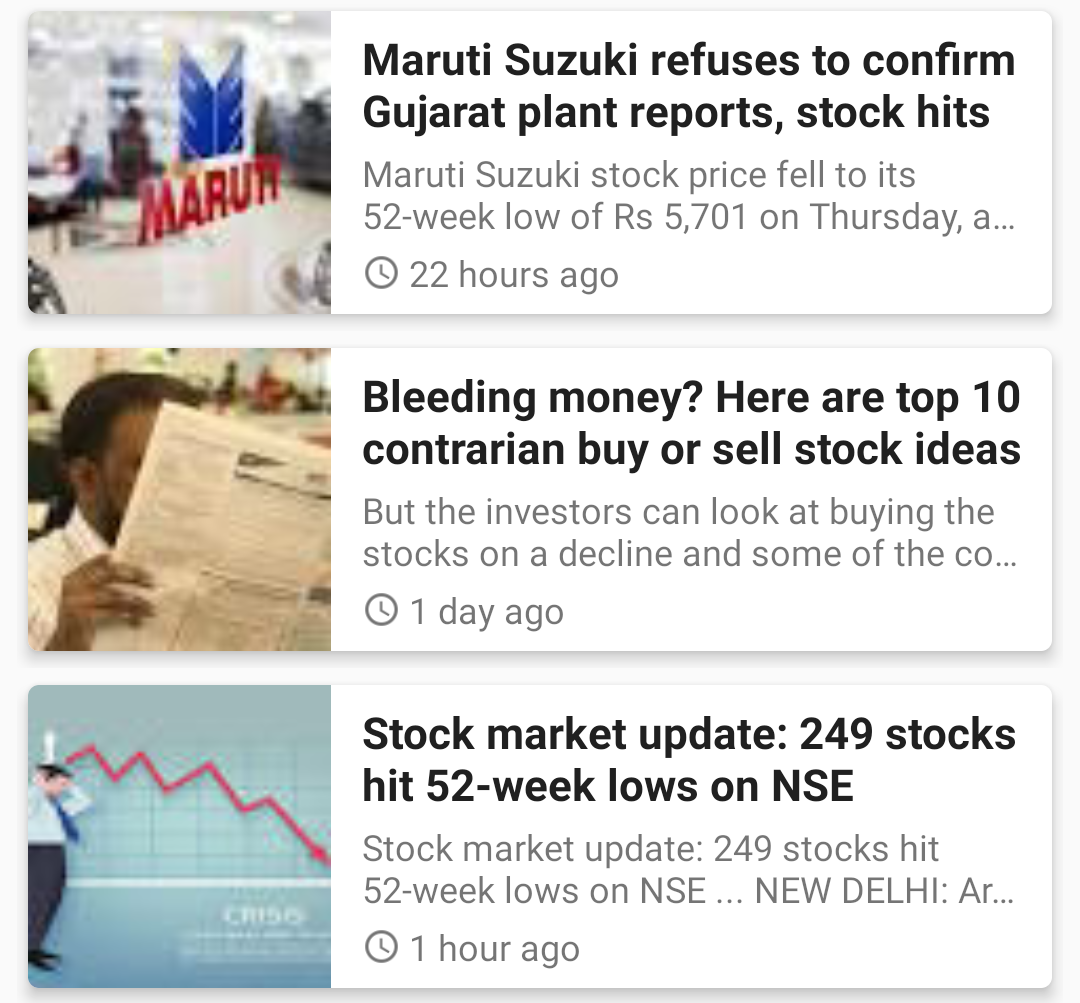 MARUTI
Maruti Suzuki refuses to confirm
Gujarat plant reports, stock hits
Maruti Suzuki stock price fell to its
52-week low of Rs 5,701 on Thursday, a...
22 hours ago
Bleeding money? Here are top 10
contrarian buy or sell stock ideas
But the investors can look at buying the
stocks on a decline and some of the co...
1 day ago
Stock market update: 249 stocks
hit 52-week lows on NSE
Stock market update: 249 stocks hit
52-week lows on NSE ... NEW DELHI: Ar...
CRISIS
1 hour ago